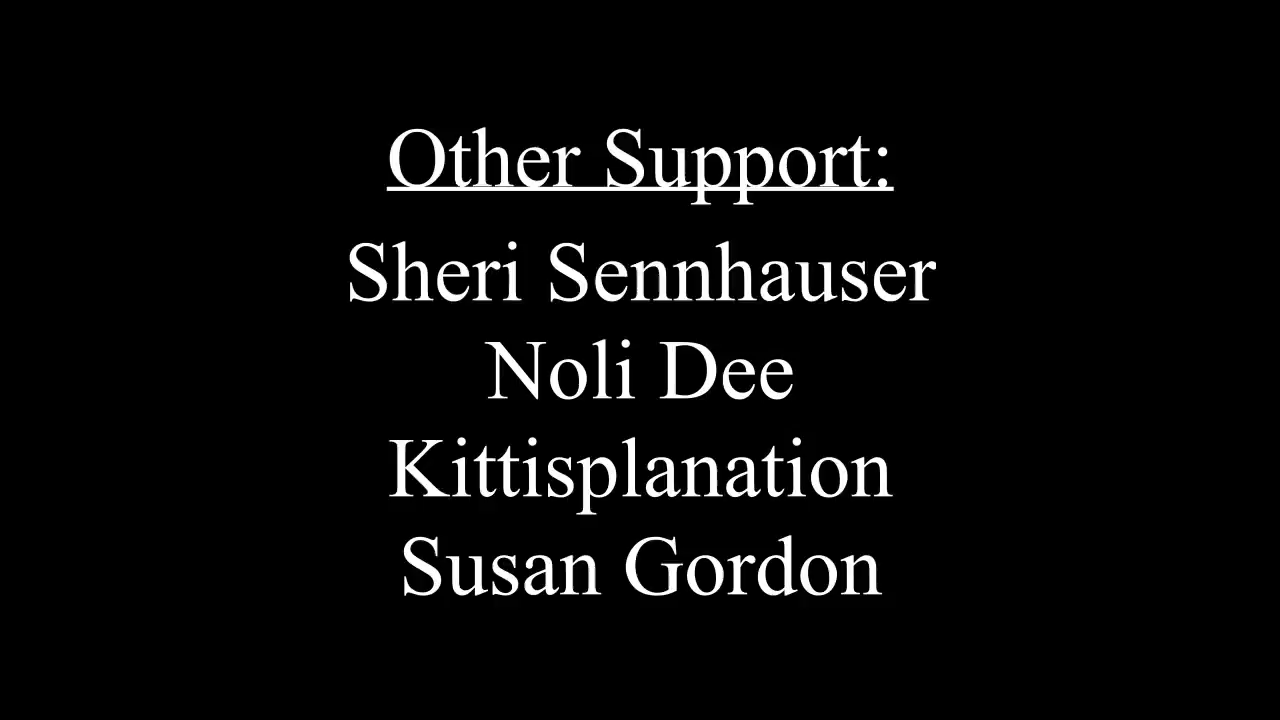 Other Support:
Sheri Sennhauser
Noli Dee
Kittisplanation
Susan Gordon